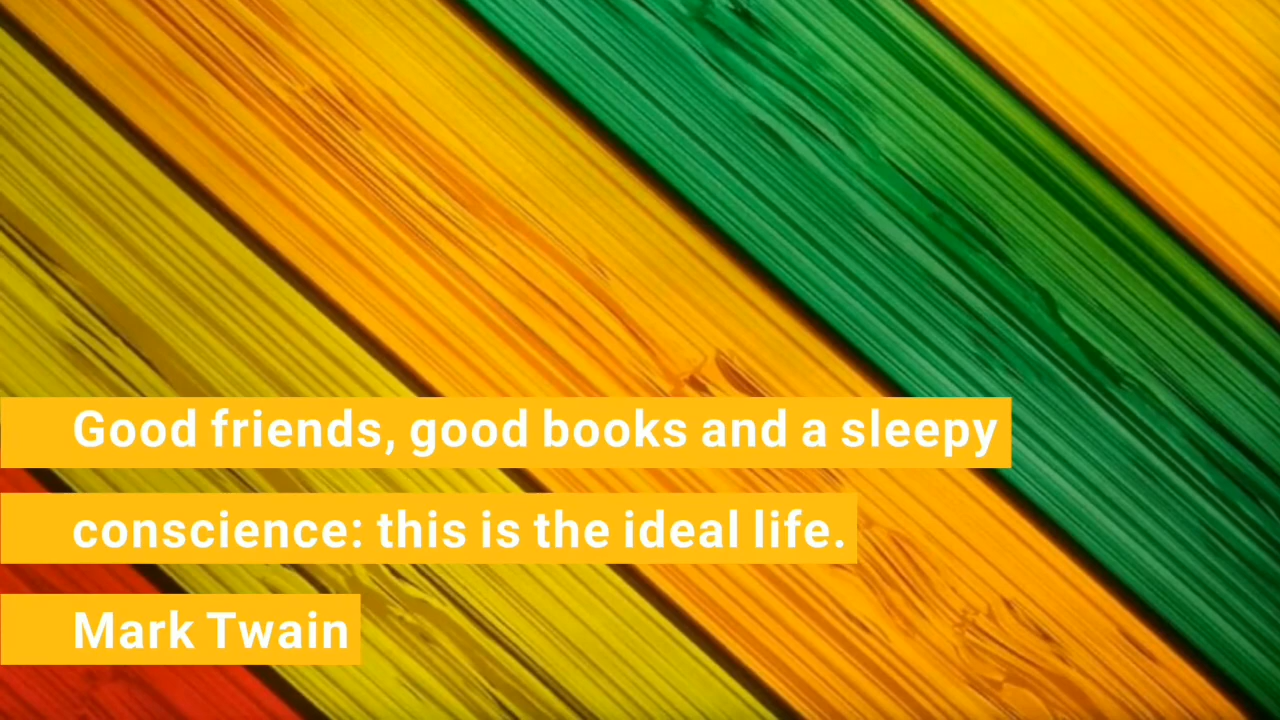 Good friends, good books and a sleepy
conscience: this is the ideal life.
Mark Twain